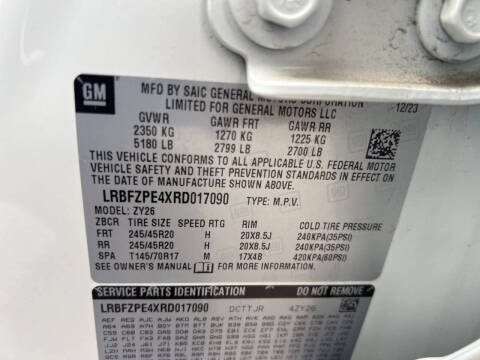 GM
MFD BY SAIC GENERAL MOTORS CORPORATION
LIMITED FOR GENERAL MOTORS LLC
12/23
GVWR GAWR FRT GAWR RR
2350 KG 1270 KG 1225 KG
5180 LB 2799 LB 2700 LB
THIS VEHICLE CONFORMS TO ALL APPLICABLE U.S. FEDERAL MOTOR
VEHICLE SAFETY AND THEFT PREVENTION STANDARDS IN EFFECT ON
THE DATE OF MANUFACTURE SHOWN ABOVE.
LRBFZPE4XRD017090 TYPE: M.P.V.
MODEL: ZY26
ZBCR TIRE SIZE SPEED RTG RIM COLD TIRE PRESSURE
FRT 245/45R20 H 20X8.5J 240KPA(35PSI)
RR 245/45R20 H 20X8.5J 240KPA(35PSI)
SPA T145/70R17 M 17X4B 420KPA(60PSI)
SEE OWNER'S MANUAL FOR MORE INFORMATION.
SERVICE PARTS IDENTIFICATION DO NOT REMOVE
LRBFZPE4XRD017090 DCTTJR 4ZY26